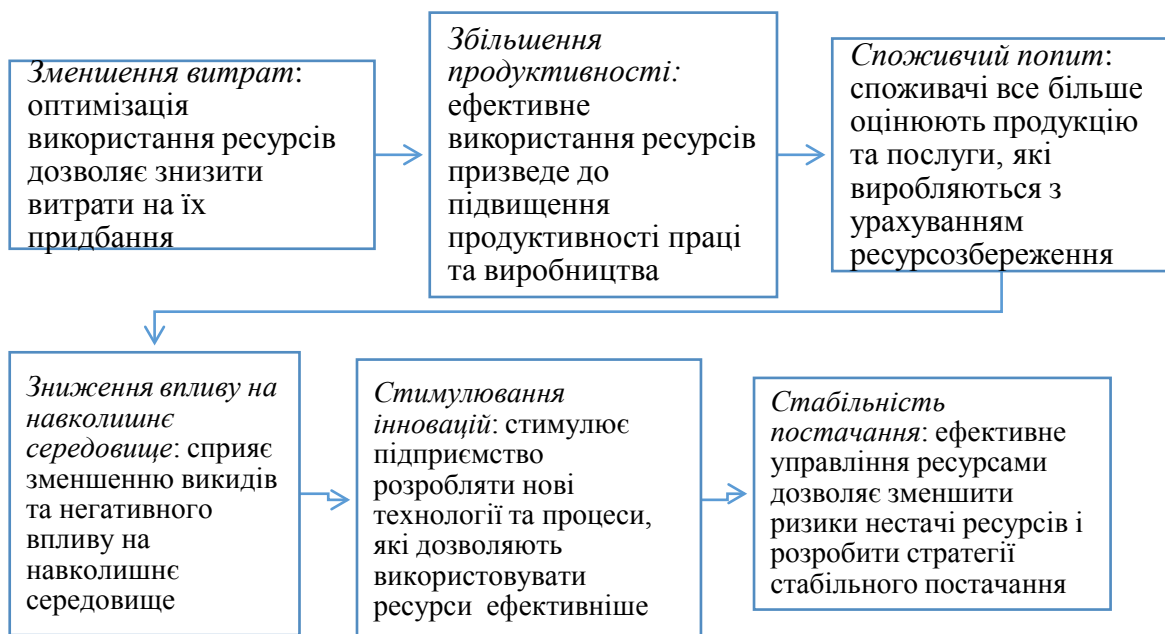 Зменшення витрат:
оптимізація
використання ресурсів
дозволяє знизити
витрати на їх
придбання
Збільшення
продуктивності:
ефективне
використання ресурсів
призведе до
підвищення
продуктивності праці
та виробництва
Споживчий попит:
споживачі все більше
оцінюють продукцію
та послуги, які
виробляються з
урахуванням
ресурсозбереження
Зниження впливу на
навколишнє
середовище: сприяє
зменшенню викидів
та негативного
впливу на
навколишнє
середовище
Стимулювання
інновацій: стимулює
підприємство
розробляти нові
технології та процеси,
які дозволяють
використовувати
ресурси ефективніше
Стабільність
постачання: ефективне
управління ресурсами
дозволяє зменшити
ризики нестачі ресурсів і
розробити стратегії
стабільного постачання